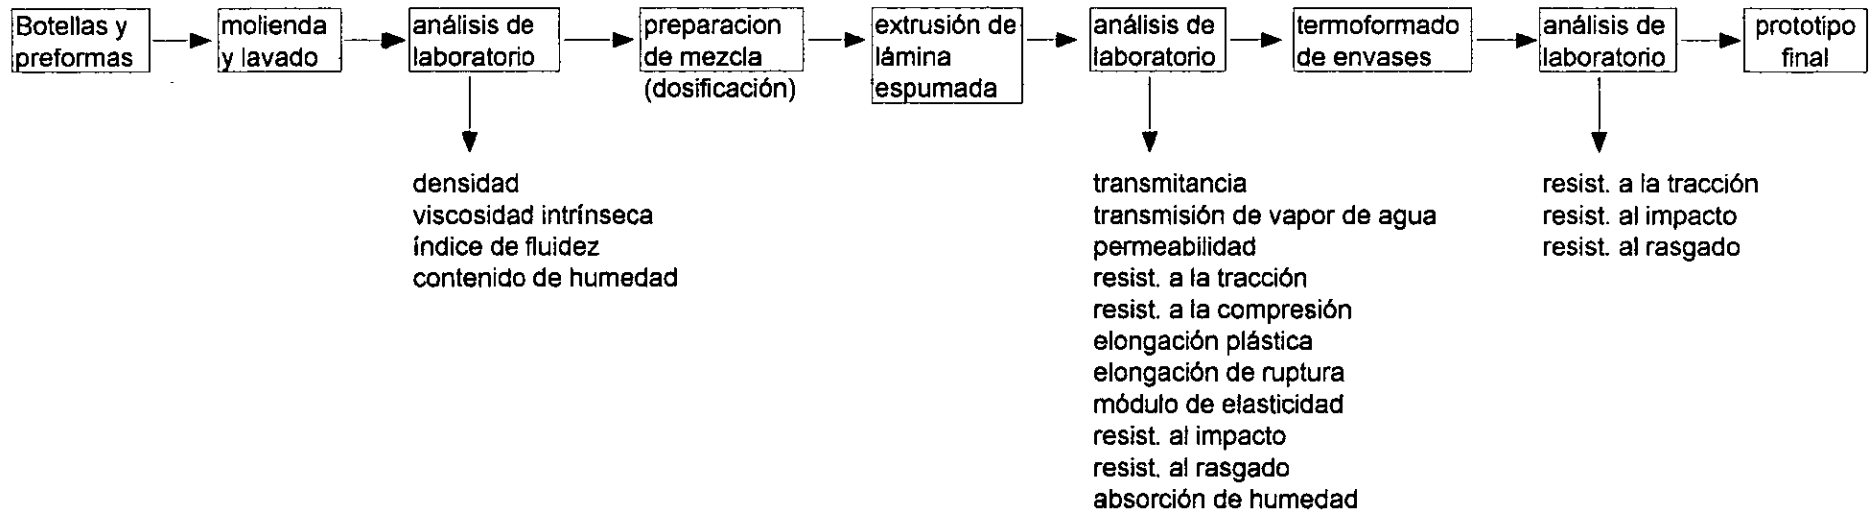 Botellas y
preformas
molienda
y lavado
análisis de
laboratorio
preparacion
de mezcla
(dosificación)
extrusión de
lámina
espumada
análisis de
laboratorio
termoformado
de envases
análisis de
laboratorio
prototipo
final
densidad
viscosidad intrínseca
índice de fluidez
contenido de humedad
transmitancia
transmisión de vapor de agua
permeabilidad
resist. a la tracción
resist. a la compresión
elongación plástica
elongación de ruptura
módulo de elasticidad
resist. al impacto
resist. al rasgado
absorción de humedad
resist. a la tracción
resist. al impacto
resist. al rasgado